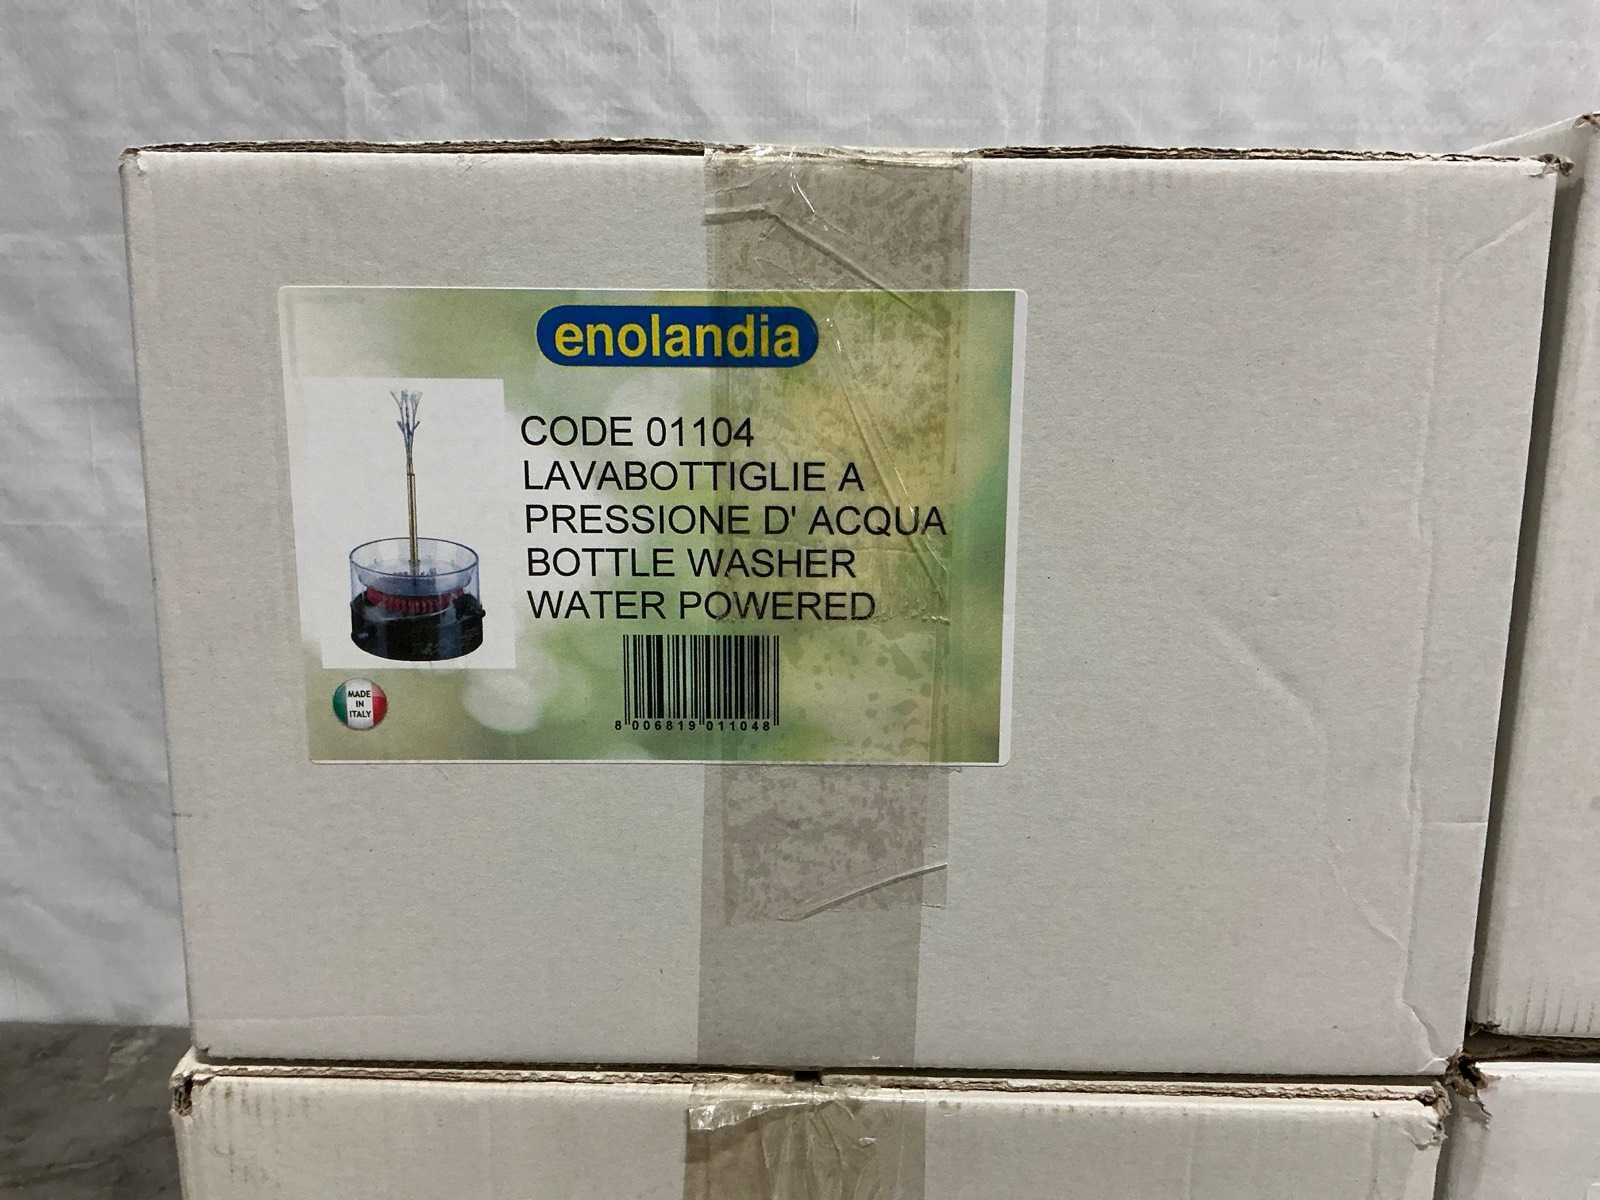 enolandia
CODE 01104
LAVABOTTIGLIE A
PRESSIONE D' ACQUA
BOTTLE WASHER
WATER POWERED
MADE
IN
ITALY
8 006819 011048